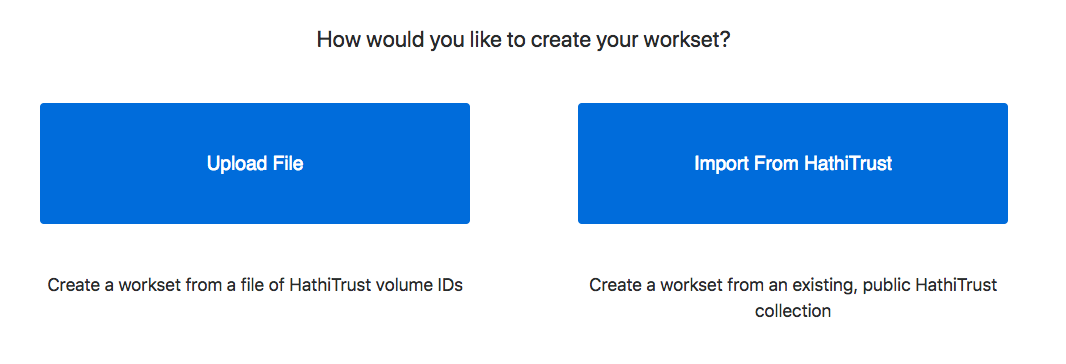 How would you like to create your workset?
Upload File
Import From HathiTrust
Create a workset from a file of HathiTrust volume IDs
Create a workset from an existing, public HathiTrust
collection